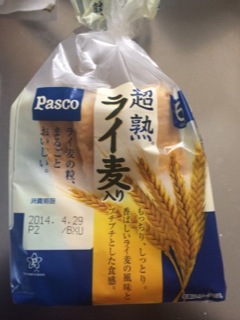 Pasco
超熟
ライ麦入り
6
ライ麦の粒、
まるごと
おいしい。
もっちり、しっとり。
香ばしいライ麦の風味と
プチプチとした食感。
消費期限
2014. 4.29
P2 /BXU